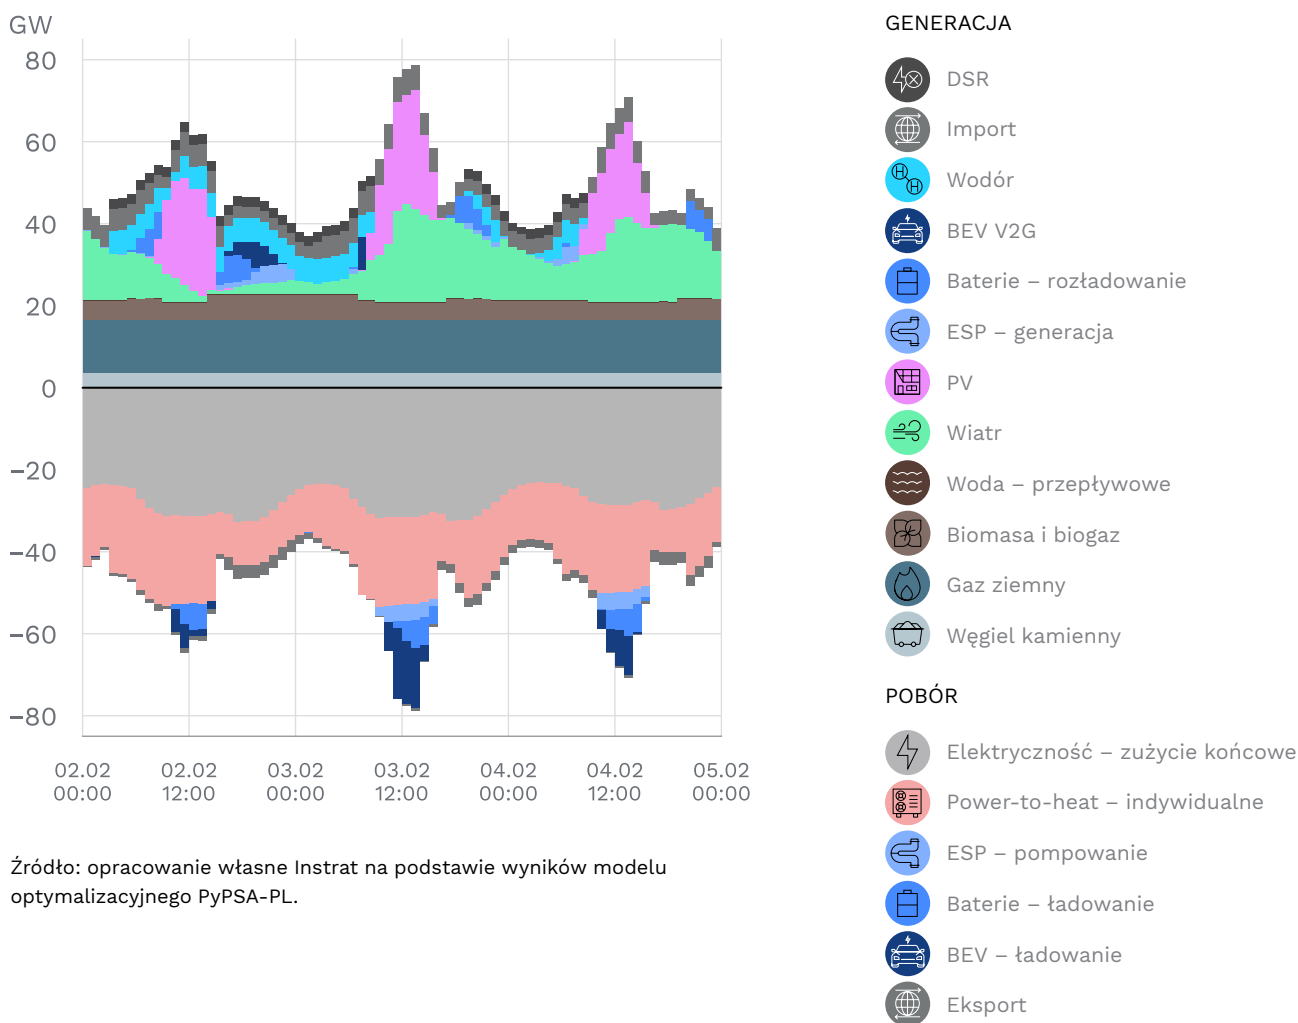 GW
80
60
40
20
0
−20
−40
−60
−80
02.02 00:00
02.02 12:00
03.02 00:00
03.02 12:00
04.02 00:00
04.02 12:00
05.02 00:00
Źródło: opracowanie własne Instrat na podstawie wyników modelu
optymalizacyjnego PyPSA-PL.
GENERACJA
DSR
Import
Wodór
BEV V2G
Baterie – rozładowanie
ESP – generacja
PV
Wiatr
Woda – przepływowe
Biomasa i biogaz
Gaz ziemny
Węgiel kamienny
POBÓR
Elektryczność – zużycie końcowe
Power-to-heat – indywidualne
ESP – pompowanie
Baterie – ładowanie
BEV – ładowanie
Eksport